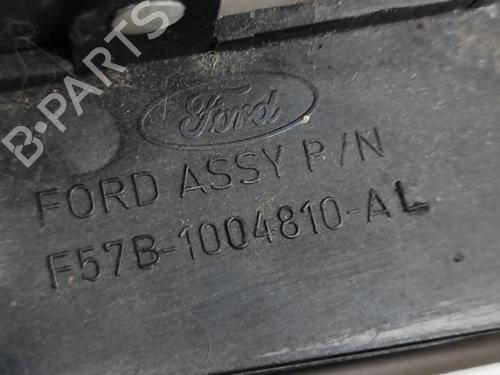 B-PARTS
Ford
FORD ASSY P/N
F57B-1004810-AL